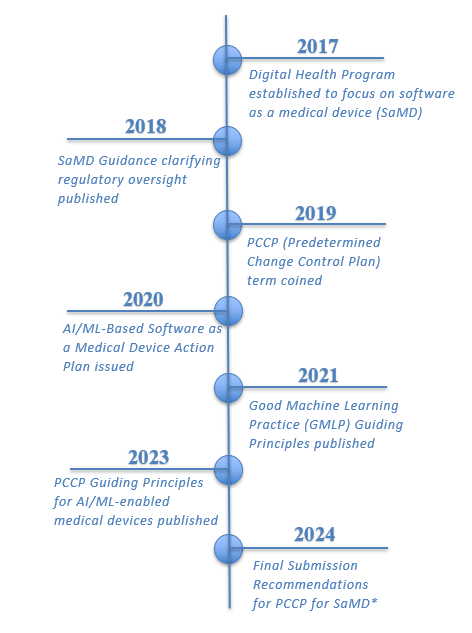 2017
Digital Health Program
established to focus on software
as a medical device (SaMD)
2018
SaMD Guidance clarifying
regulatory oversight
published
2019
PCCP (Predetermined
Change Control Plan)
term coined
2020
AI/ML-Based Software as
a Medical Device Action
Plan issued
2021
Good Machine Learning
Practice (GMLP) Guiding
Principles published
2023
PCCP Guiding Principles
for AI/ML-enabled
medical devices published
2024
Final Submission
Recommendations
for PCCP for SaMD*